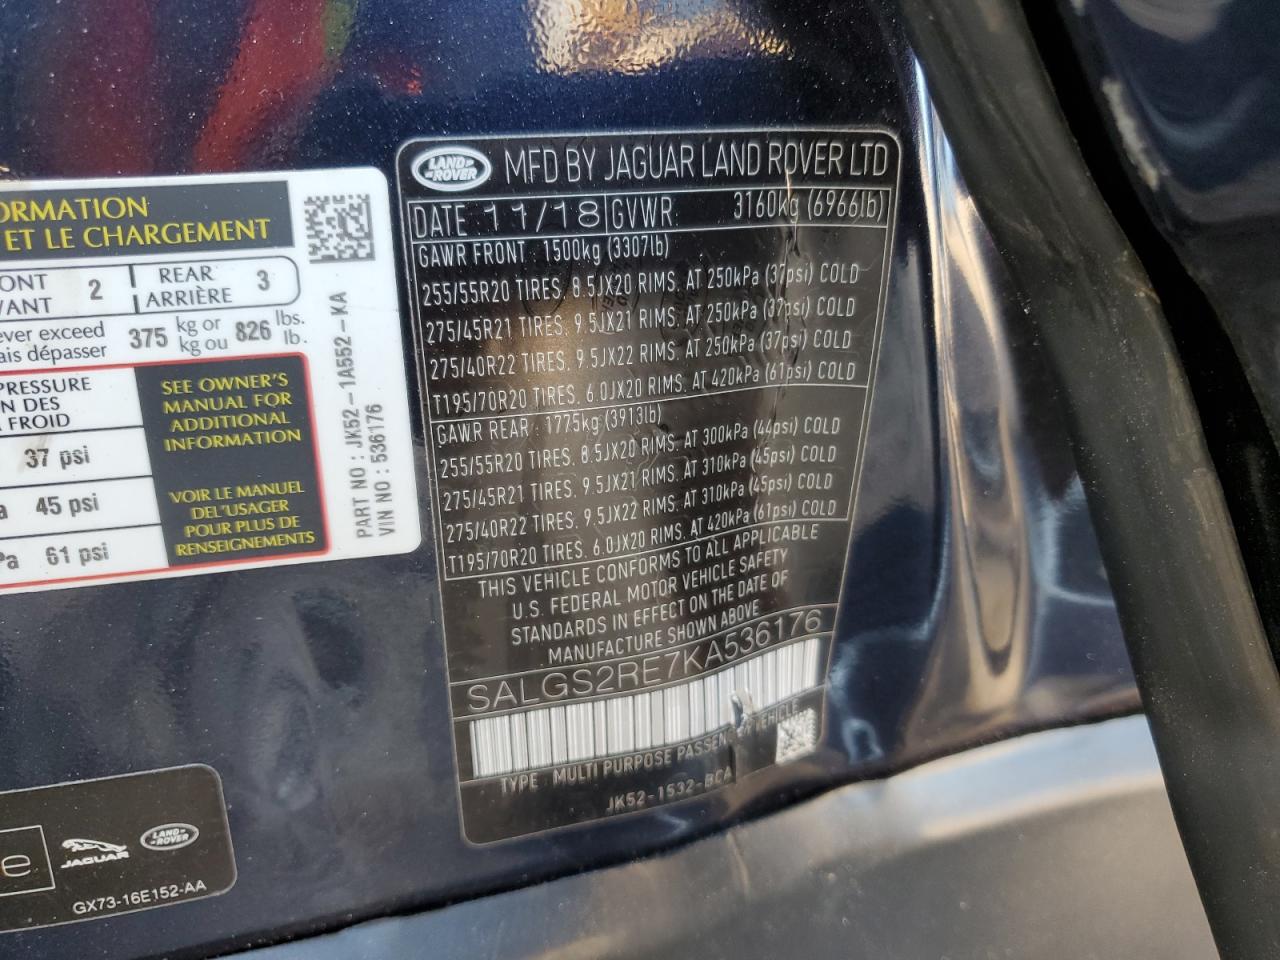 ORMATION
ET LE CHARGEMENT
ONT 2 REAR 3
VANT ARRIÈRE
ever exceed 375 kg or 826 lbs.
ais dépasser kg ou lb.
PRESSURE
N DES
FROID
37 psi
a 45 psi
Pa 61 psi
SEE OWNER'S
MANUAL FOR
ADDITIONAL
INFORMATION
VOIR LE MANUEL
DEL'USAGER
POUR PLUS DE
RENSEIGNEMENTS
PART NO : JK52-1A552-KA
VIN NO : 536176
LAND-
-ROVER
MFD BY JAGUAR LAND ROVER LTD
DATE 11/18 GVWR 3160kg (6966lb)
GAWR FRONT 1500kg (3307lb)
255/55R20 TIRES. 8.5JX20 RIMS. AT 250kPa (37psi) COLD
275/45R21 TIRES. 9.5JX21 RIMS. AT 250kPa (37psi) COLD
275/40R22 TIRES. 9.5JX22 RIMS. AT 250kPa (37psi) COLD
T195/70R20 TIRES. 6.0JX20 RIMS. AT 420kPa (61psi) COLD
GAWR REAR 1775kg (3913lb)
255/55R20 TIRES. 8.5JX20 RIMS. AT 300kPa (44psi) COLD
275/45R21 TIRES. 9.5JX21 RIMS. AT 310kPa (45psi) COLD
275/40R22 TIRES. 9.5JX22 RIMS. AT 310kPa (45psi) COLD
T195/70R20 TIRES. 6.0JX20 RIMS. AT 420kPa (61psi) COLD
THIS VEHICLE CONFORMS TO ALL APPLICABLE
U.S. FEDERAL MOTOR VEHICLE SAFETY
STANDARDS IN EFFECT ON THE DATE OF
MANUFACTURE SHOWN ABOVE
SALGS2RE7KA536176
TYPE . MULTI PURPOSE PASSENGER VEHICLE
JK52-1532-BCA
e
JAGUAR
LAND-
-ROVER
GX73-16E152-AA